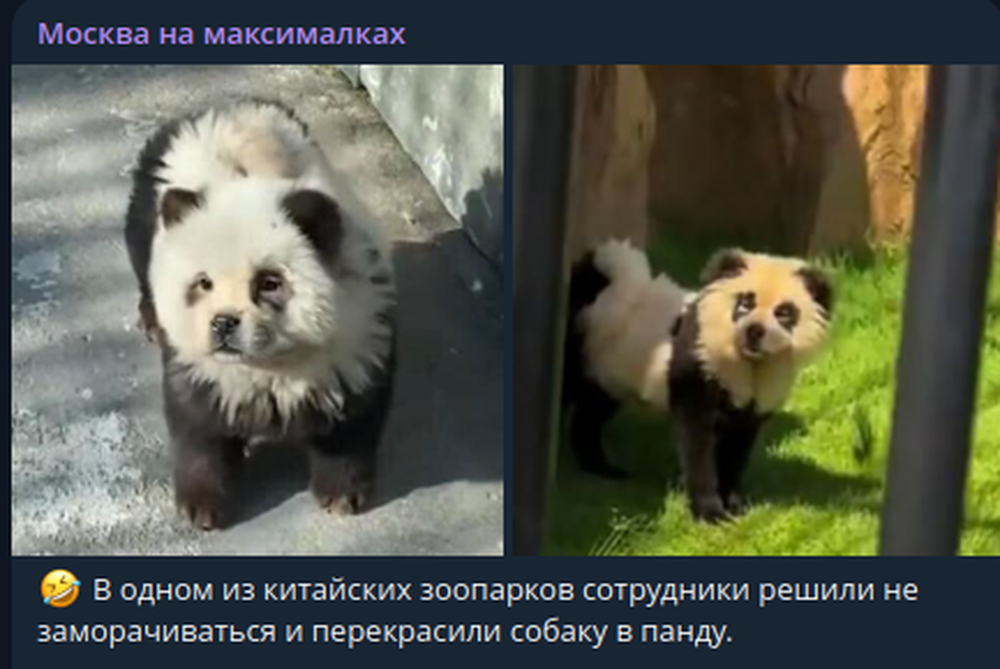 Москва на максималках
🤣 В одном из китайских зоопарков сотрудники решили не
заморачиваться и перекрасили собаку в панду.